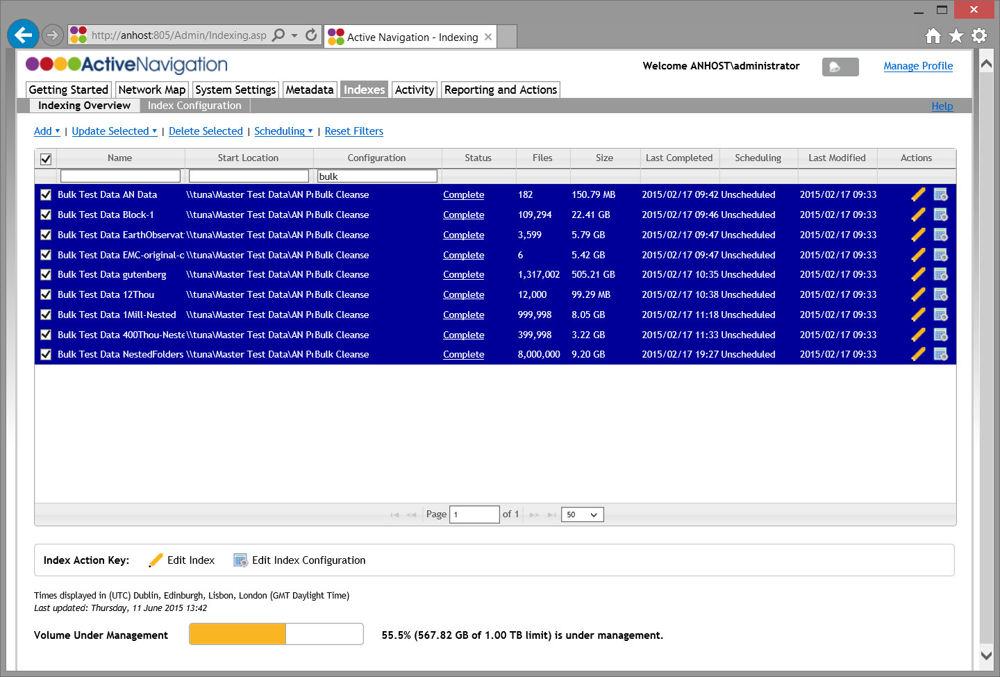 http://anhost:805/Admin/Indexing.asp
Active Navigation - Indexing
ActiveNavigation
Welcome ANHOST\administrator
Manage Profile
Getting Started Network Map System Settings Metadata Indexes Activity Reporting and Actions
Indexing Overview Index Configuration Help
Add | Update Selected | Delete Selected | Scheduling | Reset Filters
Name Start Location Configuration Status Files Size Last Completed Scheduling Last Modified Actions
bulk
Bulk Test Data AN Data \\tuna\Master Test Data\AN Pu Bulk Cleanse Complete 182 150.79 MB 2015/02/17 09:42 Unscheduled 2015/02/17 09:33
Bulk Test Data Block-1 \\tuna\Master Test Data\AN Pu Bulk Cleanse Complete 109,294 22.41 GB 2015/02/17 09:46 Unscheduled 2015/02/17 09:33
Bulk Test Data EarthObservat \\tuna\Master Test Data\AN Pu Bulk Cleanse Complete 3,599 5.79 GB 2015/02/17 09:47 Unscheduled 2015/02/17 09:33
Bulk Test Data EMC-original-c \\tuna\Master Test Data\AN Pu Bulk Cleanse Complete 6 5.42 GB 2015/02/17 09:47 Unscheduled 2015/02/17 09:33
Bulk Test Data gutenberg \\tuna\Master Test Data\AN Pu Bulk Cleanse Complete 1,317,002 505.21 GB 2015/02/17 10:35 Unscheduled 2015/02/17 09:33
Bulk Test Data 12Thou \\tuna\Master Test Data\AN Pu Bulk Cleanse Complete 12,000 99.29 MB 2015/02/17 10:38 Unscheduled 2015/02/17 09:33
Bulk Test Data 1Mill-Nested \\tuna\Master Test Data\AN Pu Bulk Cleanse Complete 999,998 8.05 GB 2015/02/17 11:18 Unscheduled 2015/02/17 09:33
Bulk Test Data 400Thou-Neste \\tuna\Master Test Data\AN Pu Bulk Cleanse Complete 399,998 3.22 GB 2015/02/17 11:33 Unscheduled 2015/02/17 09:33
Bulk Test Data NestedFolders \\tuna\Master Test Data\AN Pu Bulk Cleanse Complete 8,000,000 9.20 GB 2015/02/17 19:27 Unscheduled 2015/02/17 09:33
Page 1 of 1 50
Index Action Key: Edit Index Edit Index Configuration
Times displayed in (UTC) Dublin, Edinburgh, Lisbon, London (GMT Daylight Time)
Last updated: Thursday, 11 June 2015 13:42
Volume Under Management 55.5% (567.82 GB of 1.00 TB limit) is under management.